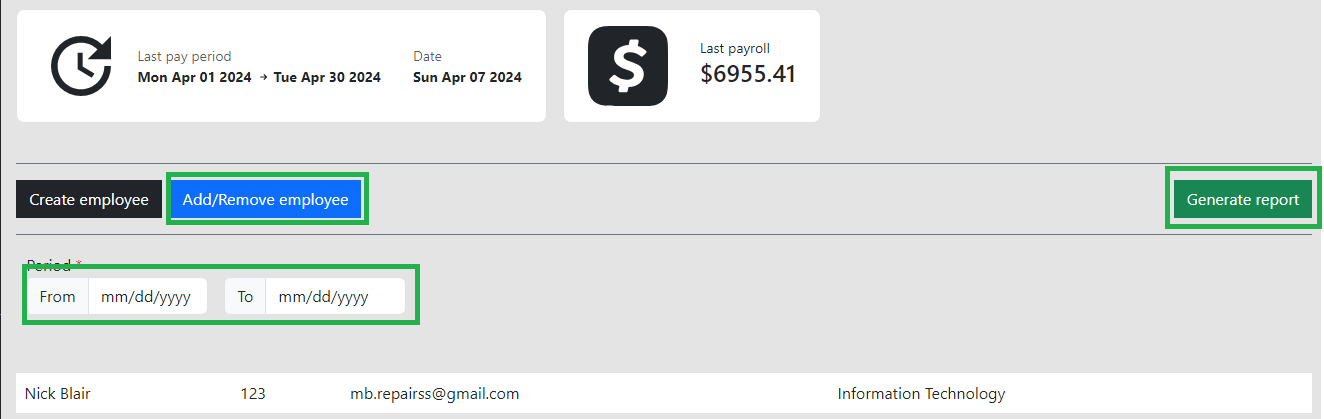 Last pay period
Mon Apr 01 2024 → Tue Apr 30 2024
Date
Sun Apr 07 2024
Last payroll
$6955.41
Create employee
Add/Remove employee
Generate report
Period *
From mm/dd/yyyy To mm/dd/yyyy
Nick Blair 123 mb.repairss@gmail.com Information Technology